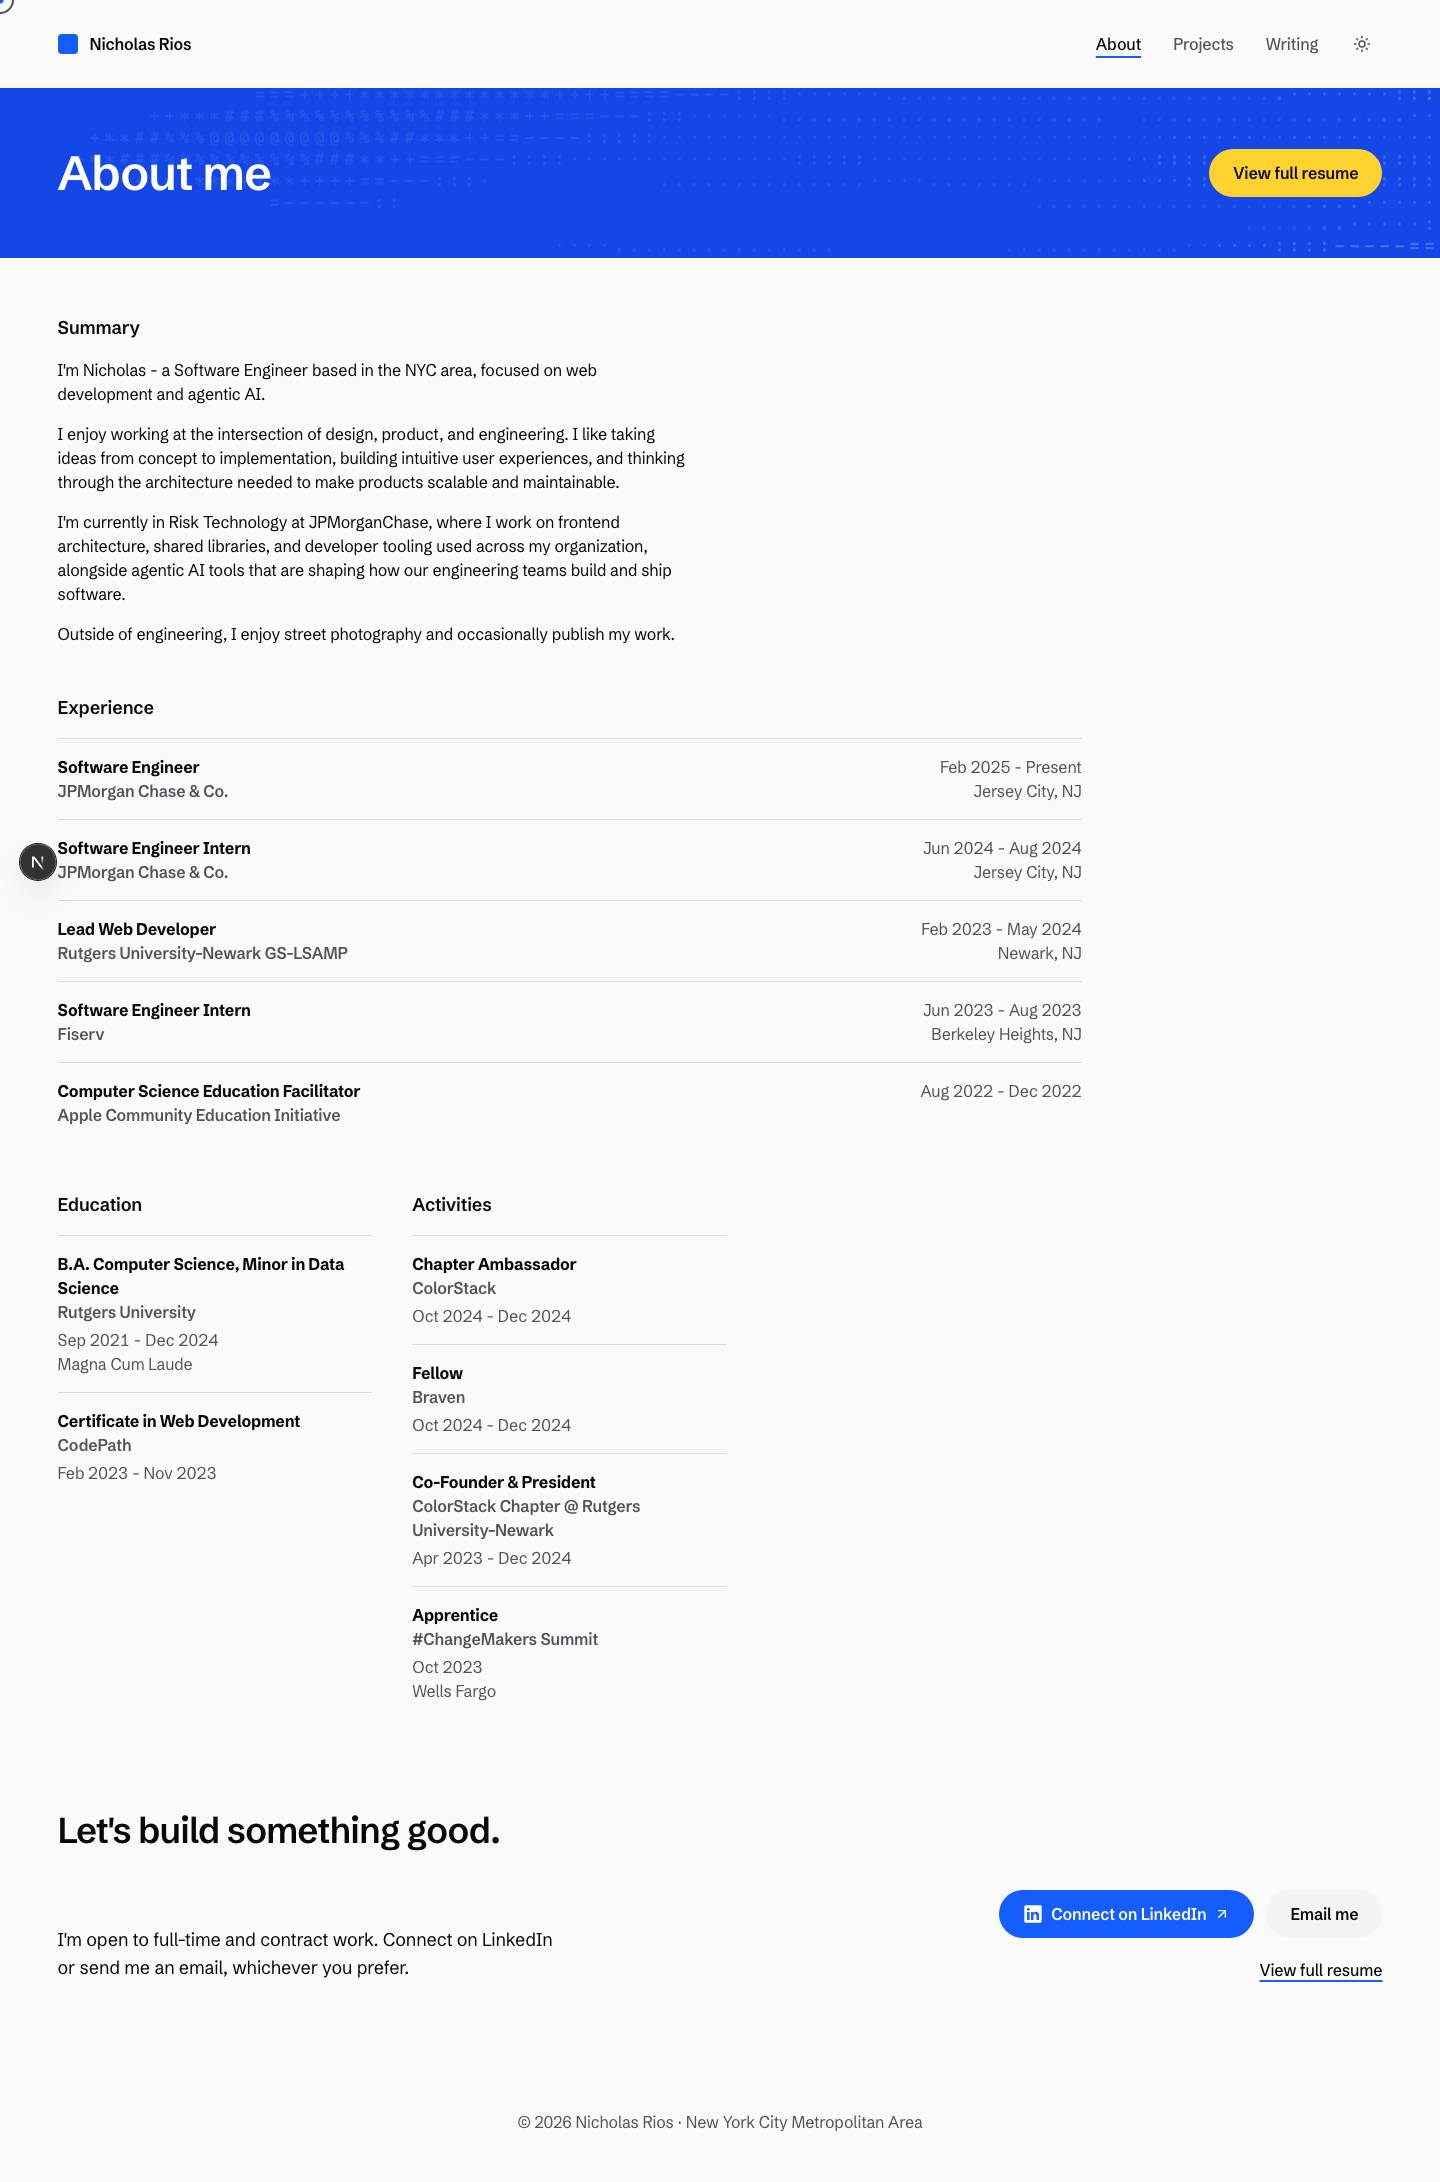 Nicholas Rios
About
Projects
Writing
About me
View full resume
Summary
I'm Nicholas - a Software Engineer based in the NYC area, focused on web
development and agentic AI.
I enjoy working at the intersection of design, product, and engineering. I like taking
ideas from concept to implementation, building intuitive user experiences, and thinking
through the architecture needed to make products scalable and maintainable.
I'm currently in Risk Technology at JPMorganChase, where I work on frontend
architecture, shared libraries, and developer tooling used across my organization,
alongside agentic AI tools that are shaping how our engineering teams build and ship
software.
Outside of engineering, I enjoy street photography and occasionally publish my work.
Experience
Software Engineer
Feb 2025 - Present
JPMorgan Chase & Co.
Jersey City, NJ
Software Engineer Intern
Jun 2024 - Aug 2024
N
JPMorgan Chase & Co.
Jersey City, NJ
Lead Web Developer
Feb 2023 - May 2024
Rutgers University-Newark GS-LSAMP
Newark, NJ
Software Engineer Intern
Jun 2023 - Aug 2023
Fiserv
Berkeley Heights, NJ
Computer Science Education Facilitator
Aug 2022 - Dec 2022
Apple Community Education Initiative
Education
B.A. Computer Science, Minor in Data
Science
Rutgers University
Sep 2021 - Dec 2024
Magna Cum Laude
Certificate in Web Development
CodePath
Feb 2023 - Nov 2023
Activities
Chapter Ambassador
ColorStack
Oct 2024 - Dec 2024
Fellow
Braven
Oct 2024 - Dec 2024
Co-Founder & President
ColorStack Chapter @ Rutgers
University-Newark
Apr 2023 - Dec 2024
Apprentice
#ChangeMakers Summit
Oct 2023
Wells Fargo
Let's build something good.
I'm open to full-time and contract work. Connect on LinkedIn
or send me an email, whichever you prefer.
in Connect on LinkedIn
Email me
View full resume
© 2026 Nicholas Rios · New York City Metropolitan Area